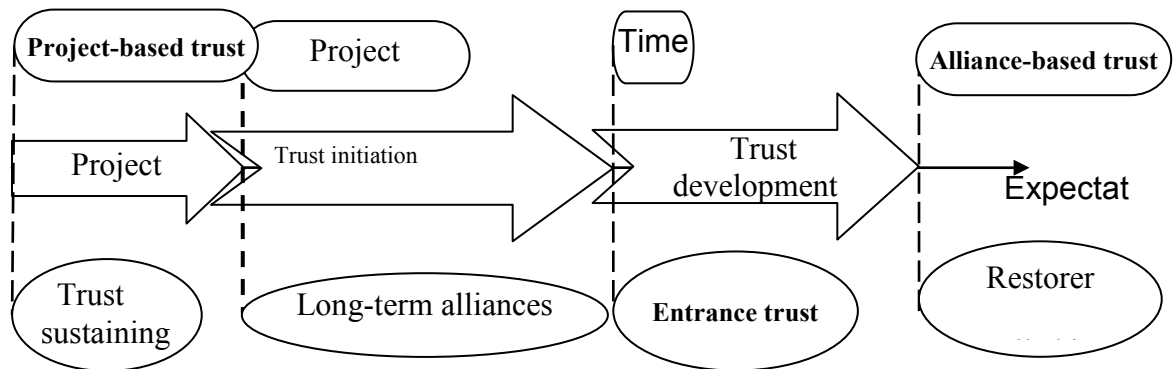 Project-based trust
Project
Time
Alliance-based trust
Project
Trust initiation
Trust
development
Expectat
Trust
sustaining
Long-term alliances
Entrance trust
Restorer